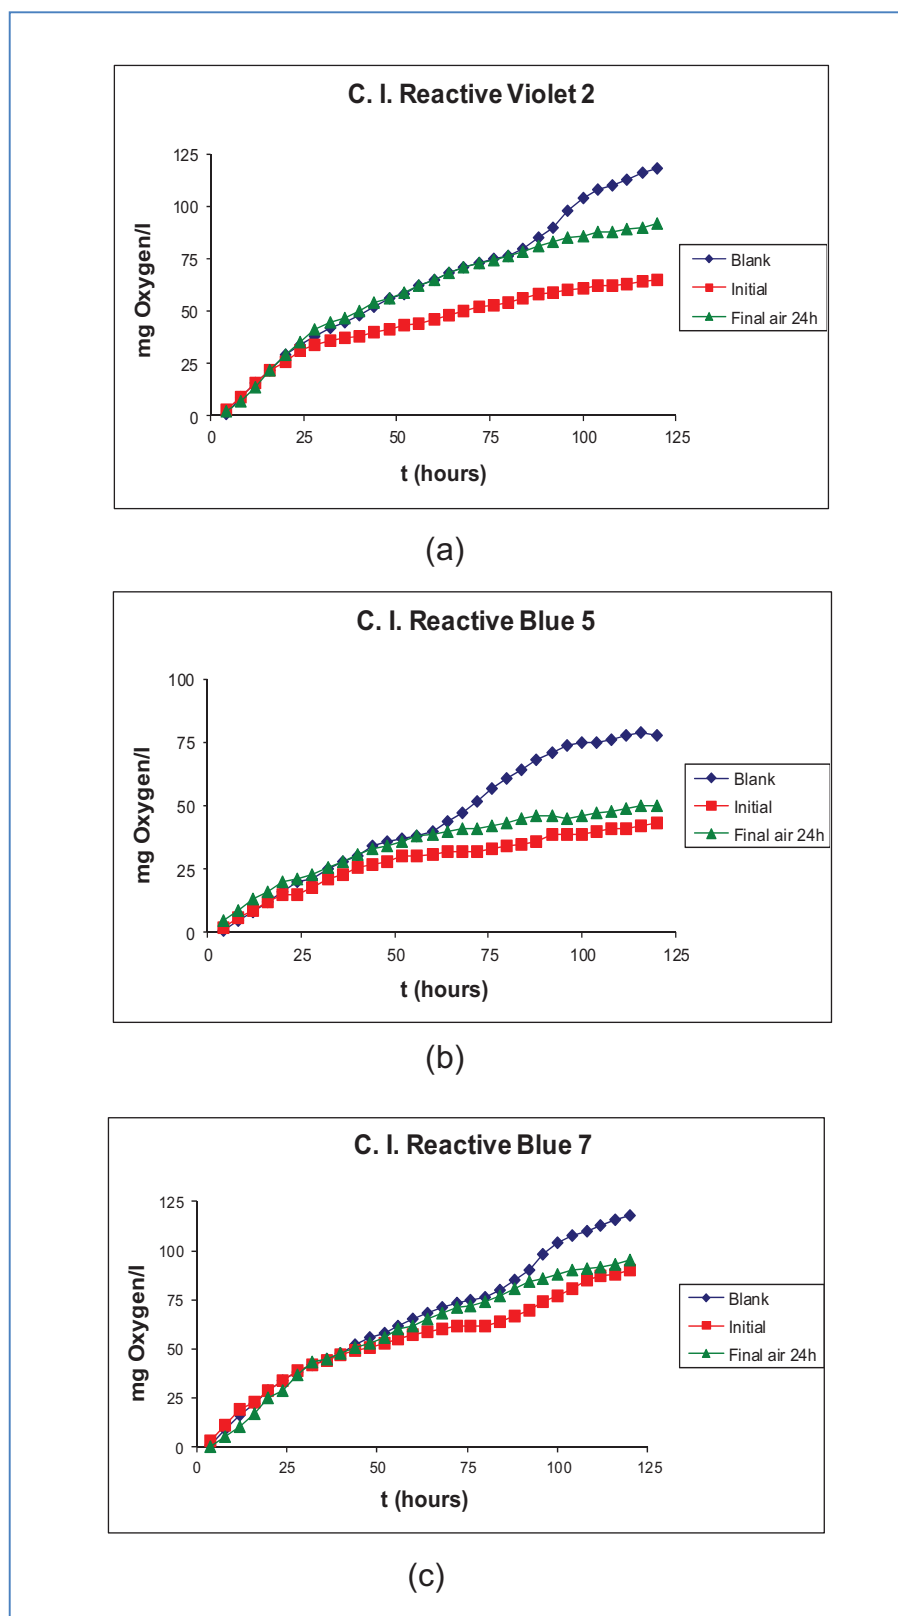 C. I. Reactive Violet 2
125
100
75
50
25
0
mg Oxygen/l
0 25 50 75 100 125
t (hours)
Blank
Initial
Final air 24h
(a)
C. I. Reactive Blue 5
100
75
50
25
0
mg Oxygen/l
0 25 50 75 100 125
t (hours)
Blank
Initial
Final air 24h
(b)
C. I. Reactive Blue 7
125
100
75
50
25
0
mg Oxygen/l
0 25 50 75 100 125
t (hours)
Blank
Initial
Final air 24h
(c)